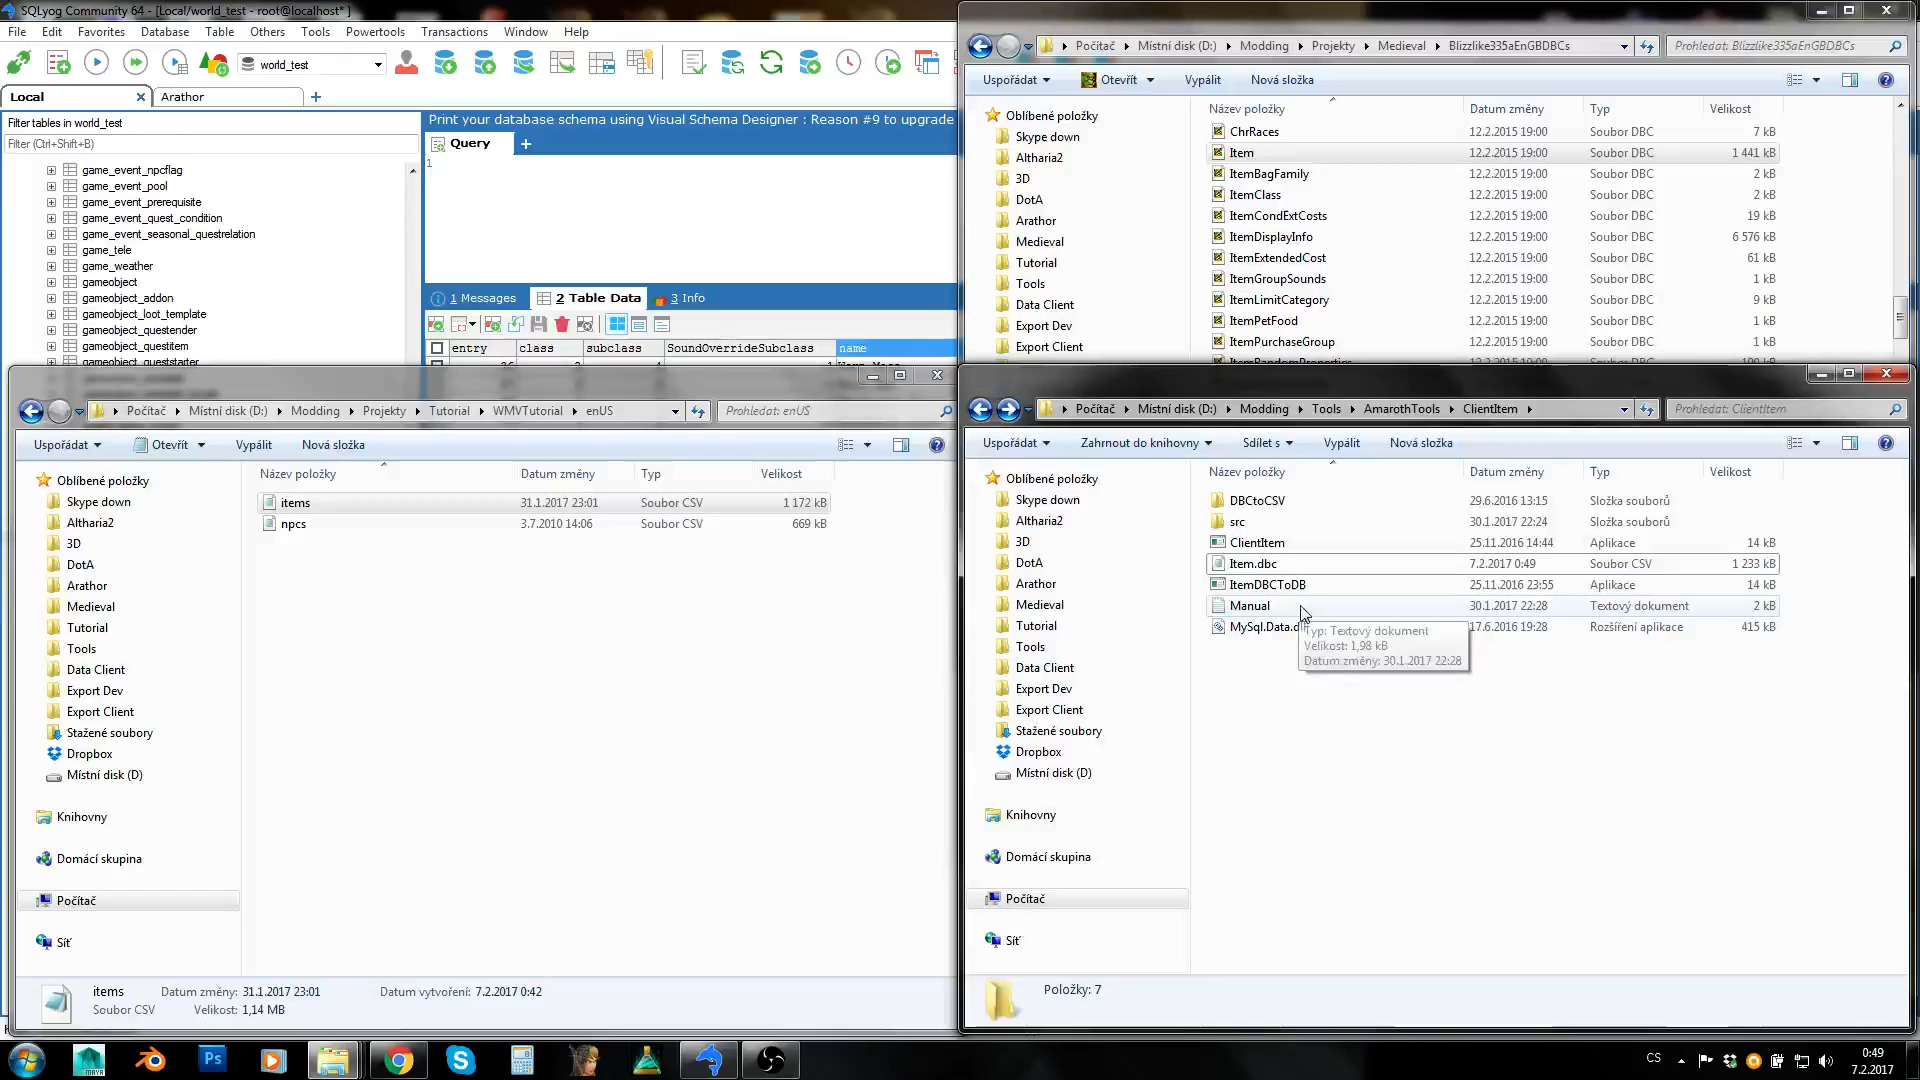 SQLyog Community 64 - [Local/world_test - root@localhost* ]
File Edit Favorites Database Table Others Tools Powertools Transactions Window Help
world_test
Local
Arathor
Filter tables in world_test
Filter (Ctrl+Shift+B)
game_event_npcflag
game_event_pool
game_event_prerequisite
game_event_quest_condition
game_event_seasonal_questrelation
game_tele
game_weather
gameobject
gameobject_addon
gameobject_loot_template
gameobject_questender
gameobject_questitem
gameobject_queststarter
Print your database schema using Visual Schema Designer : Reason #9 to upgrade
Query
1
1 Messages 2 Table Data 3 Info
entry class subclass SoundOverrideSubclass name
Počítač Místní disk (D:) Modding Projekty Medieval Blizzlike335aEnGBDBCs
Prohledat: Blizzlike335aEnGBDBCs
Uspořádat Otevřít Vypálit Nová složka
Oblíbené položky
Skype down
Altharia2
3D
DotA
Arathor
Medieval
Tutorial
Tools
Data Client
Export Dev
Export Client
Název položky Datum změny Typ Velikost
ChrRaces 12.2.2015 19:00 Soubor DBC 7 kB
Item 12.2.2015 19:00 Soubor DBC 1 441 kB
ItemBagFamily 12.2.2015 19:00 Soubor DBC 2 kB
ItemClass 12.2.2015 19:00 Soubor DBC 2 kB
ItemCondExtCosts 12.2.2015 19:00 Soubor DBC 19 kB
ItemDisplayInfo 12.2.2015 19:00 Soubor DBC 6 576 kB
ItemExtendedCost 12.2.2015 19:00 Soubor DBC 61 kB
ItemGroupSounds 12.2.2015 19:00 Soubor DBC 1 kB
ItemLimitCategory 12.2.2015 19:00 Soubor DBC 9 kB
ItemPetFood 12.2.2015 19:00 Soubor DBC 1 kB
ItemPurchaseGroup 12.2.2015 19:00 Soubor DBC 1 kB
Počítač Místní disk (D:) Modding Projekty Tutorial WMVTutorial enUS
Prohledat: enUS
Uspořádat Otevřít Vypálit Nová složka
Oblíbené položky
Skype down
Altharia2
3D
DotA
Arathor
Medieval
Tutorial
Tools
Data Client
Export Dev
Export Client
Stažené soubory
Dropbox
Místní disk (D)
Knihovny
Domácí skupina
Počítač
Síť
Název položky Datum změny Typ Velikost
items 31.1.2017 23:01 Soubor CSV 1 172 kB
npcs 3.7.2010 14:06 Soubor CSV 669 kB
items Datum změny: 31.1.2017 23:01 Datum vytvoření: 7.2.2017 0:42
Soubor CSV Velikost: 1,14 MB
Počítač Místní disk (D:) Modding Tools AmarothTools ClientItem
Prohledat: ClientItem
Uspořádat Zahrnout do knihovny Sdílet s Vypálit Nová složka
Oblíbené položky
Skype down
Altharia2
3D
DotA
Arathor
Medieval
Tutorial
Tools
Data Client
Export Dev
Export Client
Stažené soubory
Dropbox
Místní disk (D)
Knihovny
Domácí skupina
Počítač
Síť
Název položky Datum změny Typ Velikost
DBCtoCSV 29.6.2016 13:15 Složka souborů
src 30.1.2017 22:24 Složka souborů
ClientItem 25.11.2016 14:44 Aplikace 14 kB
Item.dbc 7.2.2017 0:49 Soubor CSV 1 233 kB
ItemDBCToDB 25.11.2016 23:55 Aplikace 14 kB
Manual 30.1.2017 22:28 Textový dokument 2 kB
MySql.Data.d 17.6.2016 19:28 Rozšíření aplikace 415 kB
Typ: Textový dokument
Velikost: 1,98 kB
Datum změny: 30.1.2017 22:28
Položky: 7
MAYA
Ps
CS
0:49
7.2.2017